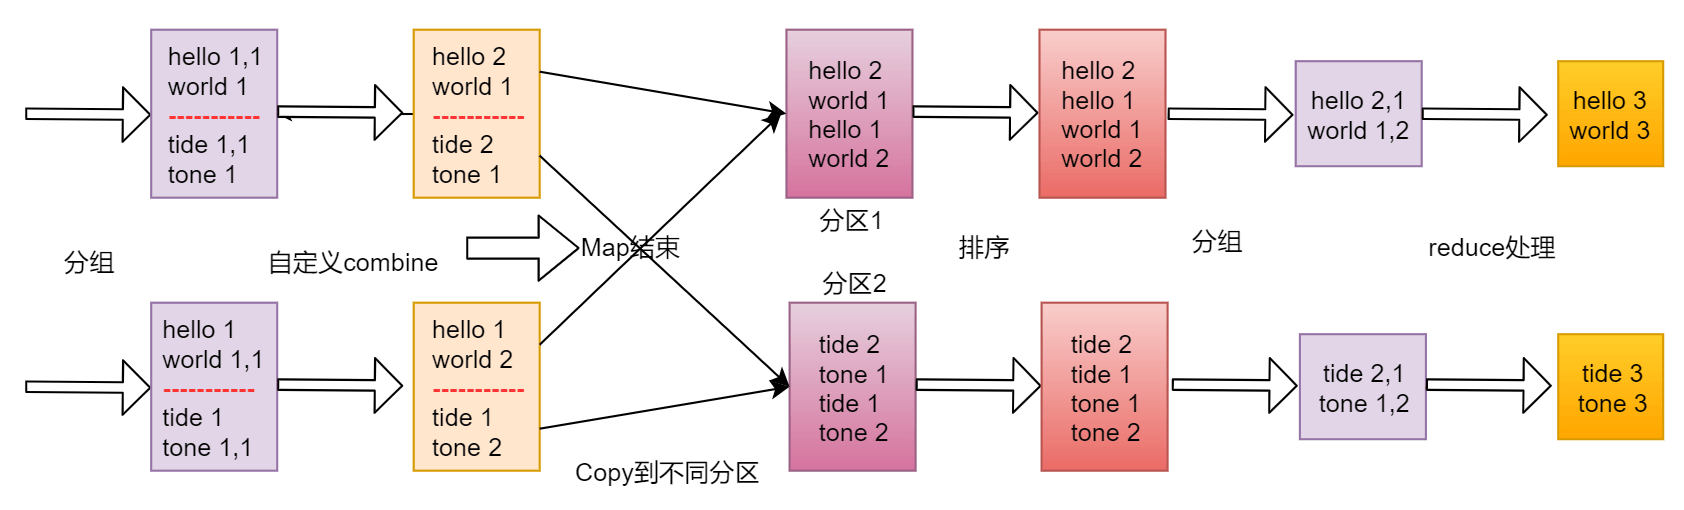 hello 1,1
world 1
tide 1,1
tone 1
hello 2
world 1
tide 2
tone 1
hello 2
world 1
hello 1
world 2
hello 2
hello 1
world 1
world 2
hello 2,1
world 1,2
hello 3
world 3
分组
自定义combine
Map结束
分区1
分区2
排序
分组
reduce处理
hello 1
world 1,1
tide 1
tone 1,1
hello 1
world 2
tide 1
tone 2
Copy到不同分区
tide 2
tone 1
tide 1
tone 2
tide 2
tide 1
tone 1
tone 2
tide 2,1
tone 1,2
tide 3
tone 3